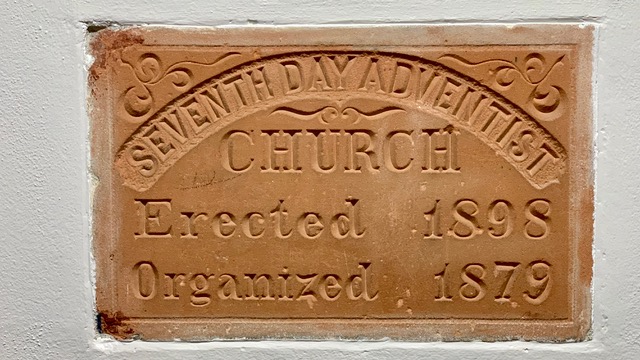 SEVENTH DAY ADVENTIST
CHURCH
Erected 1898
Organized 1879